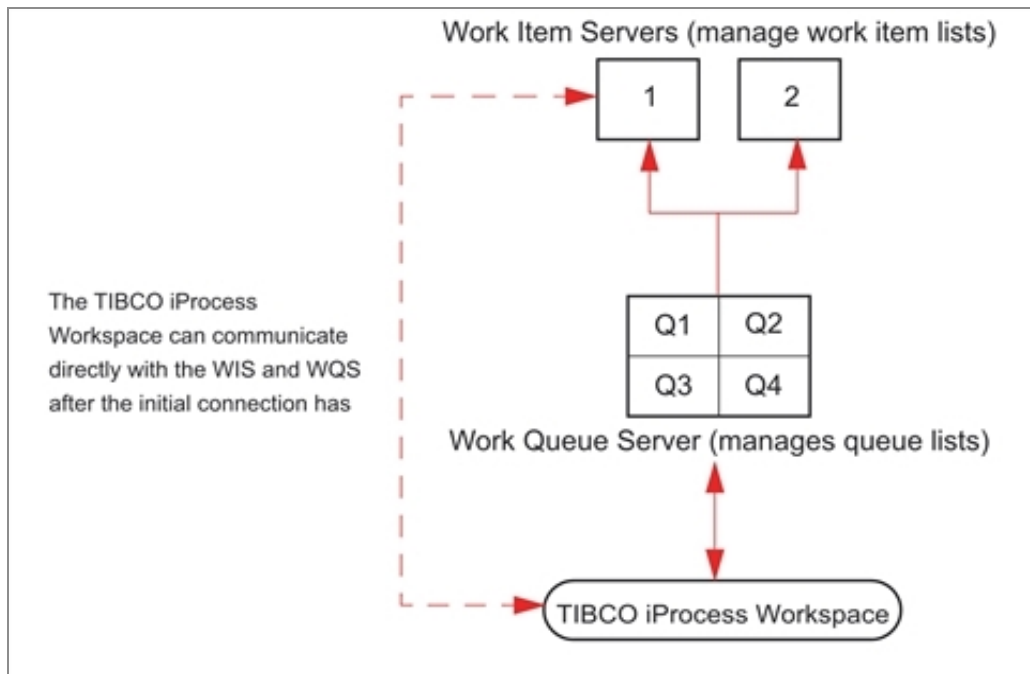 Work Item Servers (manage work item lists)
1
2
The TIBCO iProcess
Workspace can communicate
directly with the WIS and WQS
after the initial connection has
Q1
Q2
Q3
Q4
Work Queue Server (manages queue lists)
TIBCO iProcess Workspace